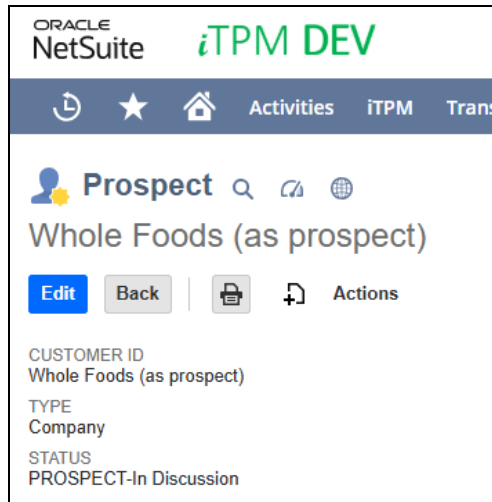 ORACLE
NetSuite iTPM DEV
Activities iTPM
Prospect
Whole Foods (as prospect)
Edit Back Actions
CUSTOMER ID
Whole Foods (as prospect)
TYPE
Company
STATUS
PROSPECT-In Discussion